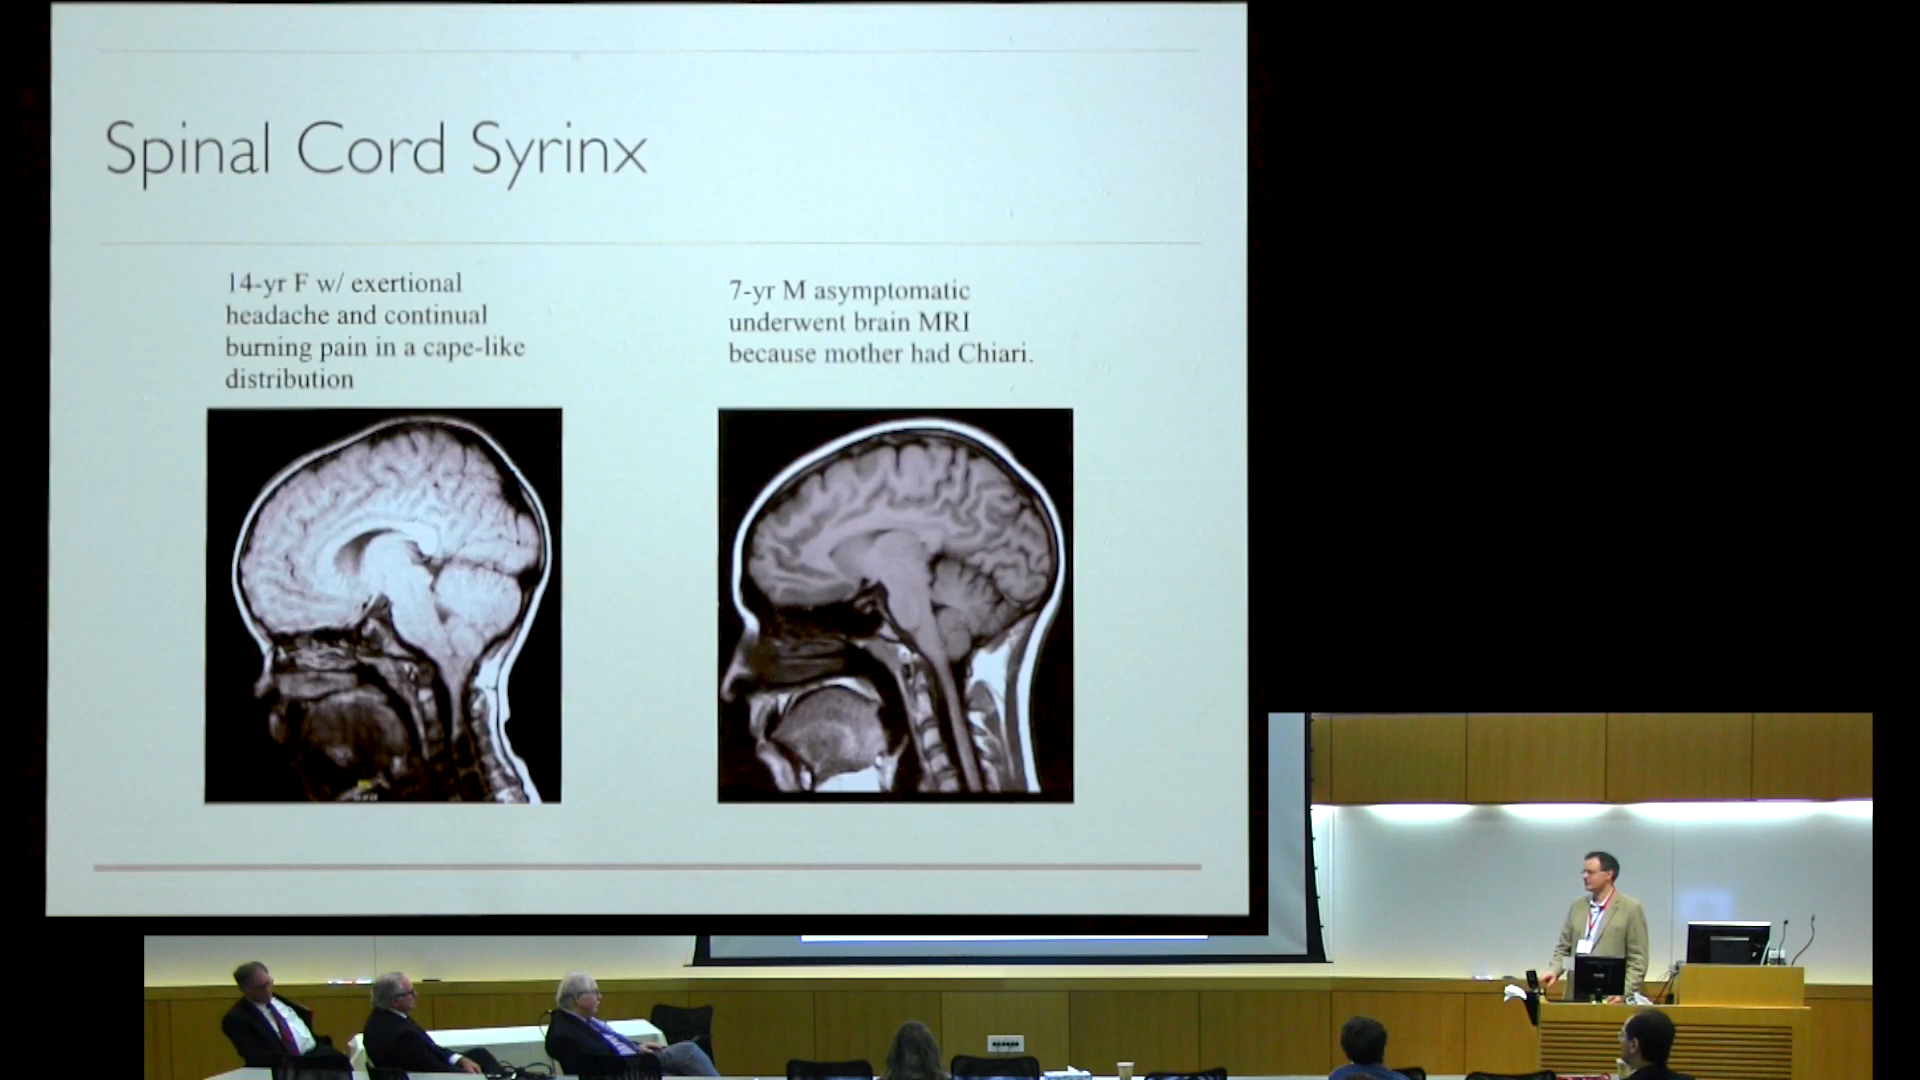 Spinal Cord Syrinx
14-yr F w/ exertional
headache and continual
burning pain in a cape-like
distribution
7-yr M asymptomatic
underwent brain MRI
because mother had Chiari.